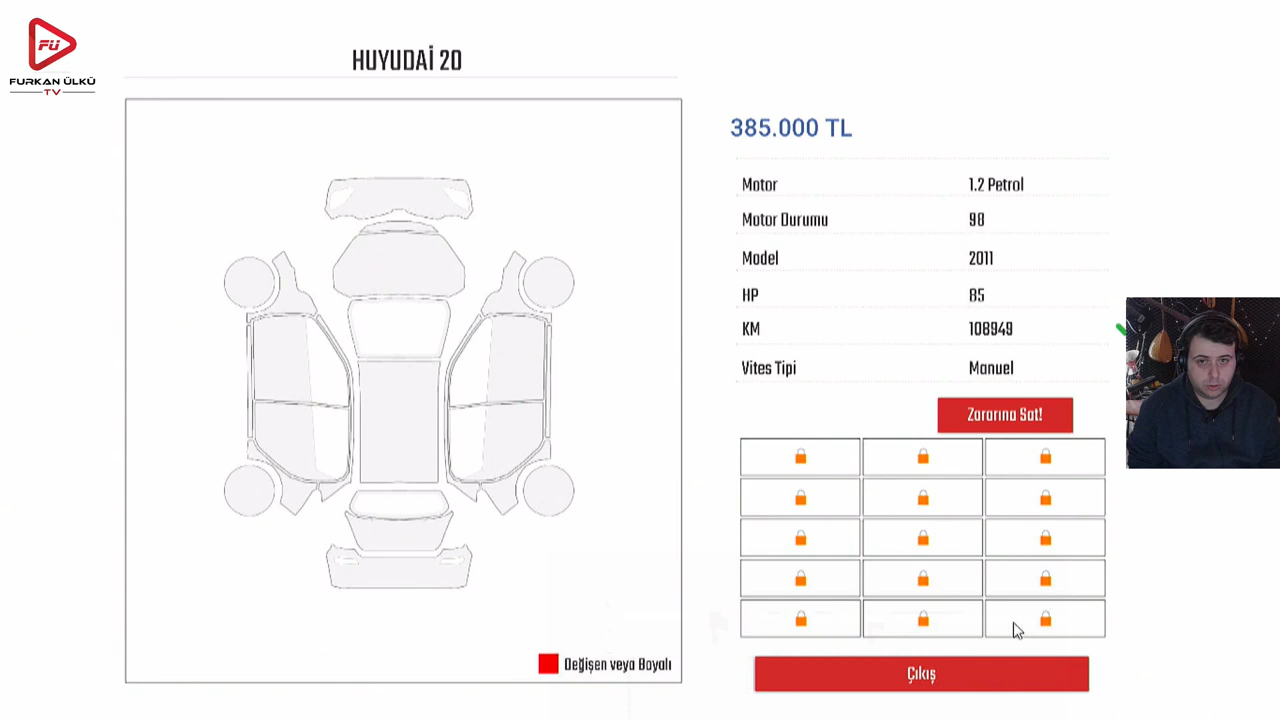 FU
FURKAN ÜLKÜ
TV
HUYUDAİ 20
385.000 TL
Motor 1.2 Petrol
Motor Durumu 98
Model 2011
HP 85
KM 108949
Vites Tipi Manuel
Zararına Sat!
Değişen veya Boyalı
Çıkış